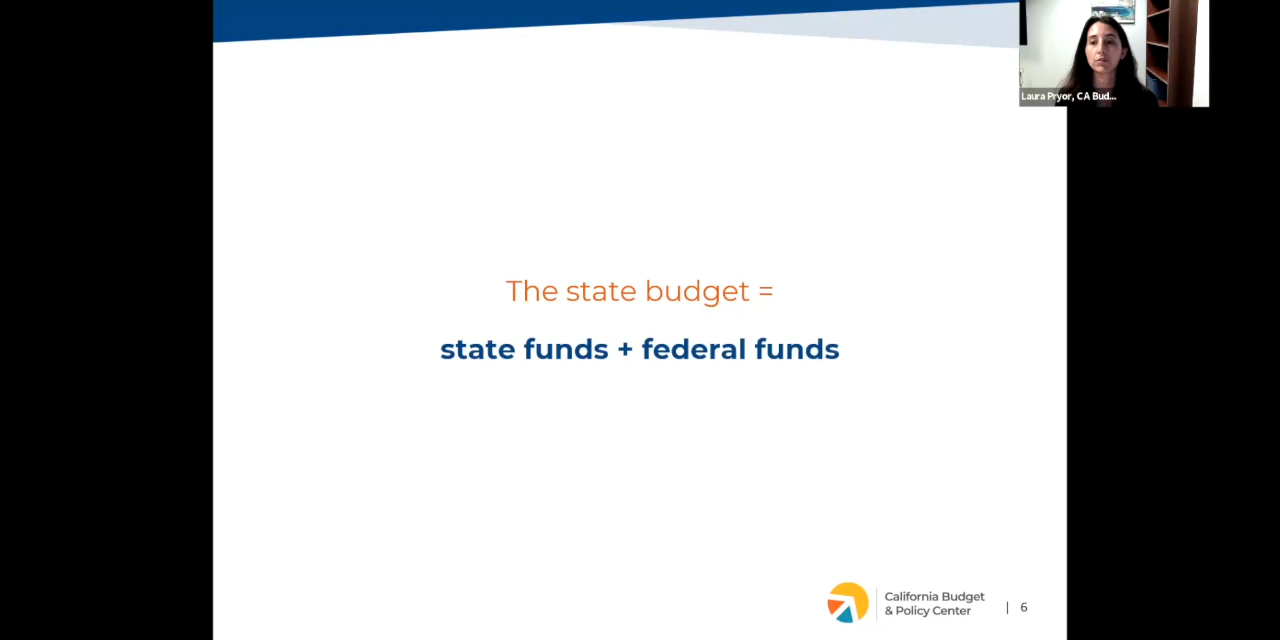 Laura Pryor, CA Bud...
The state budget =
state funds + federal funds
California Budget
& Policy Center
| 6